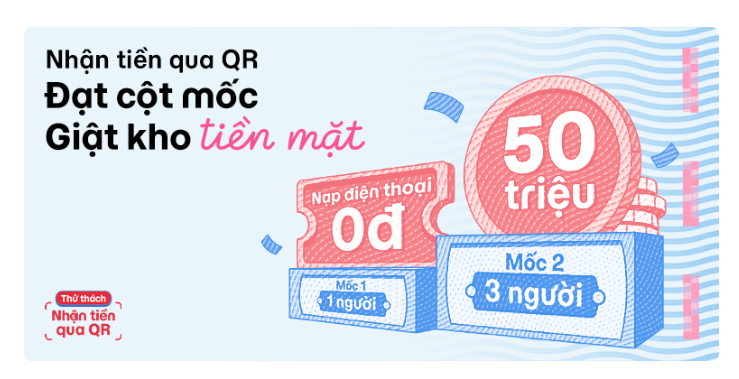 Nhận tiền qua QR
Đạt cột mốc
Giật kho tiền mặt
50
triệu
Nạp điện thoại
0đ
Mốc 1
1 người
Mốc 2
3 người
Thử thách
Nhận tiền
qua QR